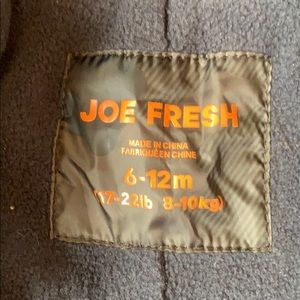 JOE FRESH
MADE IN CHINA
FABRIQUÉ EN CHINE
6-12m
(17-22lb 8-10kg)